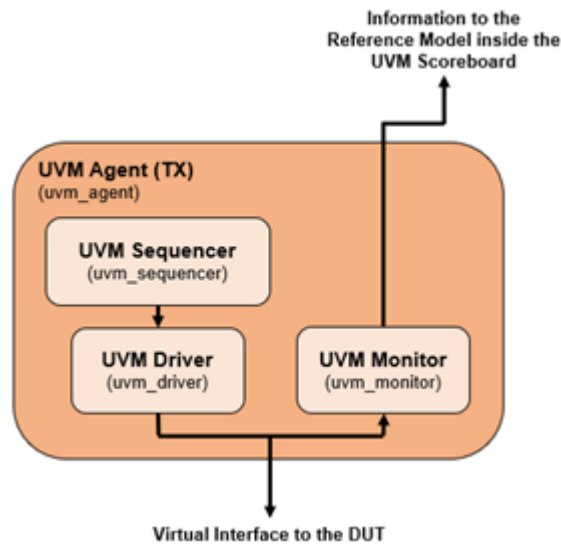 Information to the
Reference Model inside the
UVM Scoreboard
UVM Agent (TX)
(uvm_agent)
UVM Sequencer
(uvm_sequencer)
UVM Driver
(uvm_driver)
UVM Monitor
(uvm_monitor)
Virtual Interface to the DUT